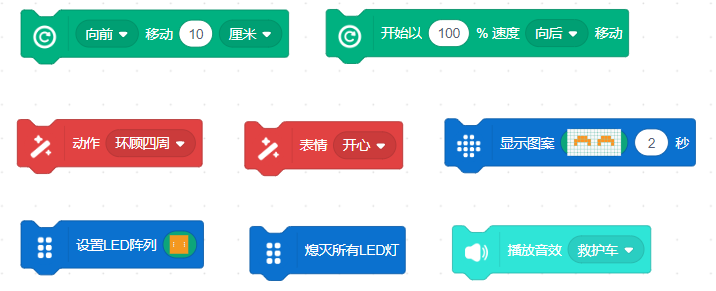 向前 移动 10 厘米
开始以 100 % 速度 向后 移动
动作 环顾四周
表情 开心
显示图案 2 秒
设置LED阵列
熄灭所有LED灯
播放音效 救护车